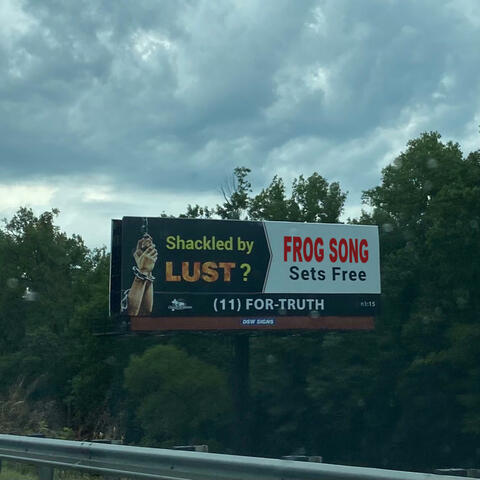 Shackled by
LUST?
FROG SONG
Sets Free
(11) FOR-TRUTH
DSW SIGNS